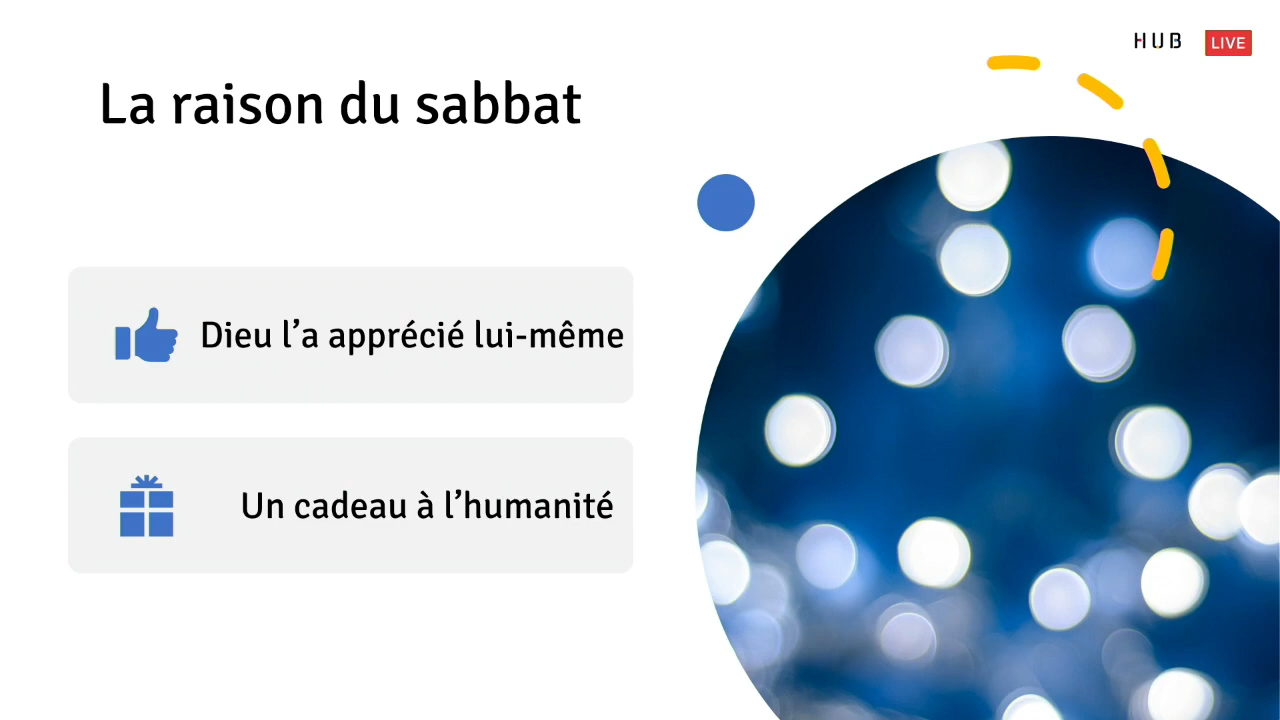 HUB LIVE
La raison du sabbat
Dieu l’a apprécié lui-même
Un cadeau à l’humanité